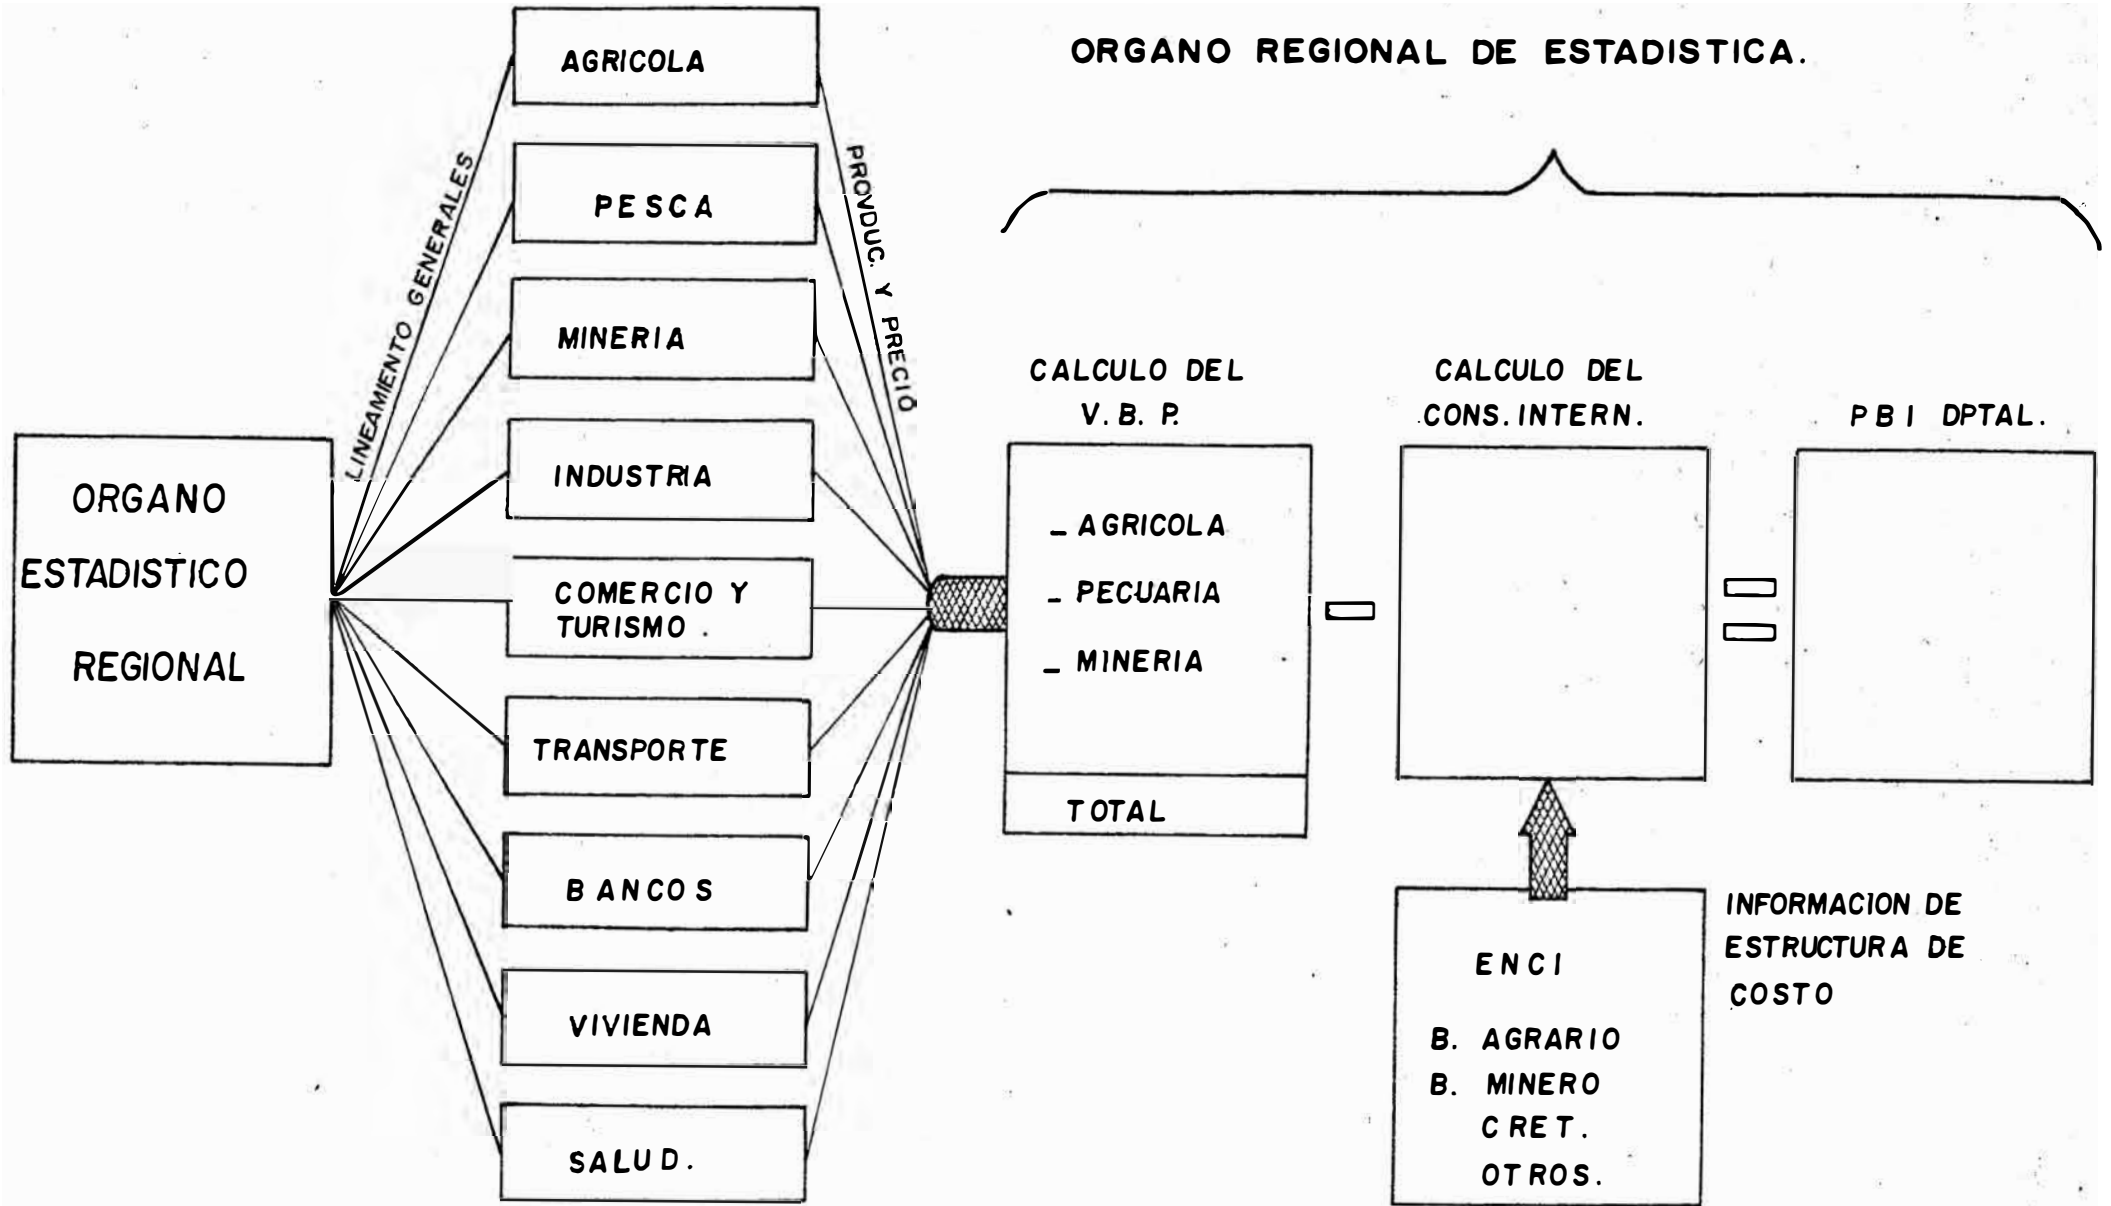 ORGANO REGIONAL DE ESTADISTICA.
ORGANO
ESTADISTICO
REGIONAL
LINEAMIENTO GENERALES
AGRICOLA
PESCA
MINERIA
INDUSTRIA
COMERCIO Y
TURISMO.
TRANSPORTE
BANCOS
VIVIENDA
SALUD.
PROVDUC. Y PRECIO
CALCULO DEL
V. B. P.
_ AGRICOLA
_ PECUARIA
_ MINERIA
TOTAL
CALCULO DEL
CONS. INTERN.
PBI DPTAL.
ENCI
B. AGRARIO
B. MINERO
CRET.
OTROS.
INFORMACION DE
ESTRUCTURA DE
COSTO